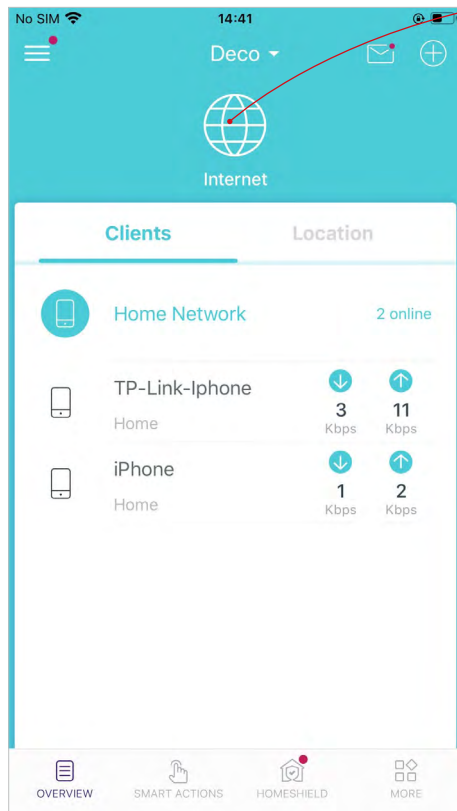 No SIM 14:41
Deco
Internet
Clients Location
Home Network 2 online
TP-Link-Iphone 3 11
Home Kbps Kbps
iPhone 1 2
Home Kbps Kbps
OVERVIEW SMART ACTIONS HOMESHIELD MORE